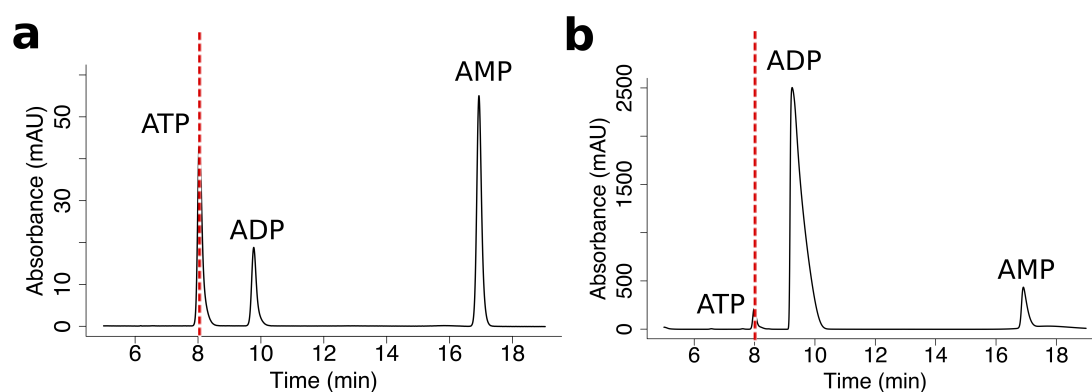 a
ATP
ADP
AMP
Absorbance (mAU)
0
10
30
50
6
8
10
12
14
16
18
Time (min)
b
ATP
ADP
AMP
Absorbance (mAU)
0
500
1500
2500
6
8
10
12
14
16
18
Time (min)